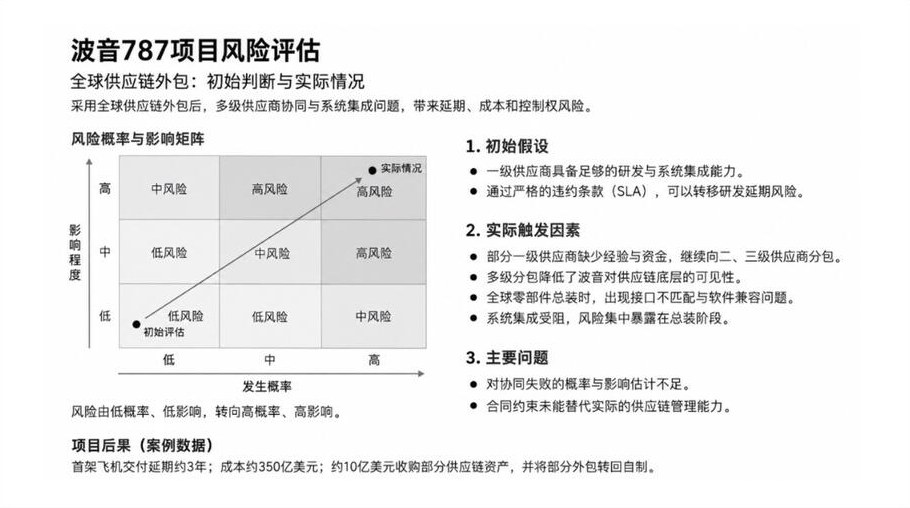 波音787项目风险评估
全球供应链外包：初始判断与实际情况
采用全球供应链外包后，多级供应商协同与系统集成问题，带来延期、成本和控制权风险。
风险概率与影响矩阵
实际情况
高
中风险
高风险
高风险
影响程度
中
低风险
中风险
高风险
低
低风险
低风险
中风险
初始评估
低
中
高
发生概率
风险由低概率、低影响，转向高概率、高影响。
1. 初始假设
● 一级供应商具备足够的研发与系统集成能力。
● 通过严格的违约条款（SLA），可以转移研发延期风险。
2. 实际触发因素
● 部分一级供应商缺少经验与资金，继续向二、三级供应商分包。
● 多级分包降低了波音对供应链底层的可见性。
● 全球零部件总装时，出现接口不匹配与软件兼容问题。
● 系统集成受阻，风险集中暴露在总装阶段。
3. 主要问题
● 对协同失败的概率与影响估计不足。
● 合同约束未能替代实际的供应链管理能力。
项目后果（案例数据）
首架飞机交付延期约3年；成本约350亿美元；约10亿美元收购部分供应链资产，并将部分外包转回自制。